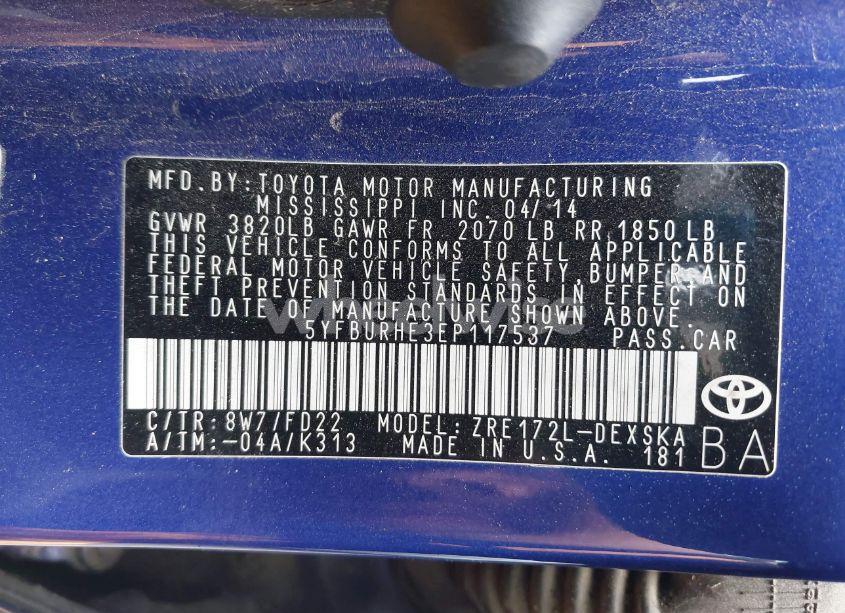 MFD.BY:TOYOTA MOTOR MANUFACTURING
MISSISSIPPI INC. 04/14
GVWR 3820LB GAWR FR 2070 LB RR 1850 LB
THIS VEHICLE CONFORMS TO ALL APPLICABLE
FEDERAL MOTOR VEHICLE SAFETY, BUMPER AND
THEFT PREVENTION STANDARDS IN EFFECT ON
THE DATE OF MANUFACTURE SHOWN ABOVE.
5YFBURHE3EP117537 PASS.CAR
C/TR: 8W7/FD22 MODEL: ZRE172L-DEXSKA
A/TM:-04A/K313 MADE IN U.S.A. 181
BA